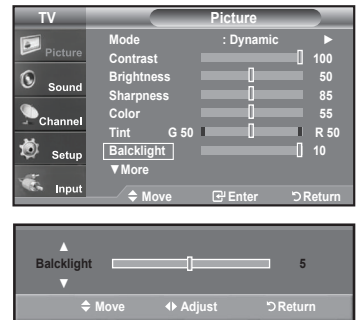 TV Picture
Picture
Sound
Channel
Setup
Input
Mode : Dynamic ►
Contrast 100
Brightness 50
Sharpness 85
Color 55
Tint G 50 R 50
Balcklight 10
▼More
Move Enter Return
▲
Balcklight 5
▼
Move Adjust Return